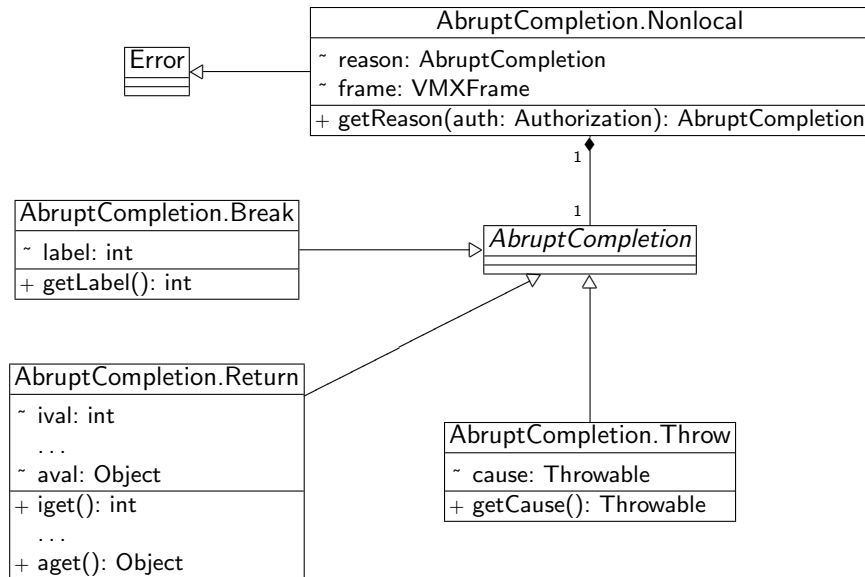 AbruptCompletion.Nonlocal
~ reason: AbruptCompletion
~ frame: VMXFrame
+ getReason(auth: Authorization): AbruptCompletion
Error
1
1
AbruptCompletion.Break
~ label: int
+ getLabel(): int
AbruptCompletion
AbruptCompletion.Return
~ ival: int
...
~ aval: Object
+ iget(): int
...
+ aget(): Object
AbruptCompletion.Throw
~ cause: Throwable
+ getCause(): Throwable